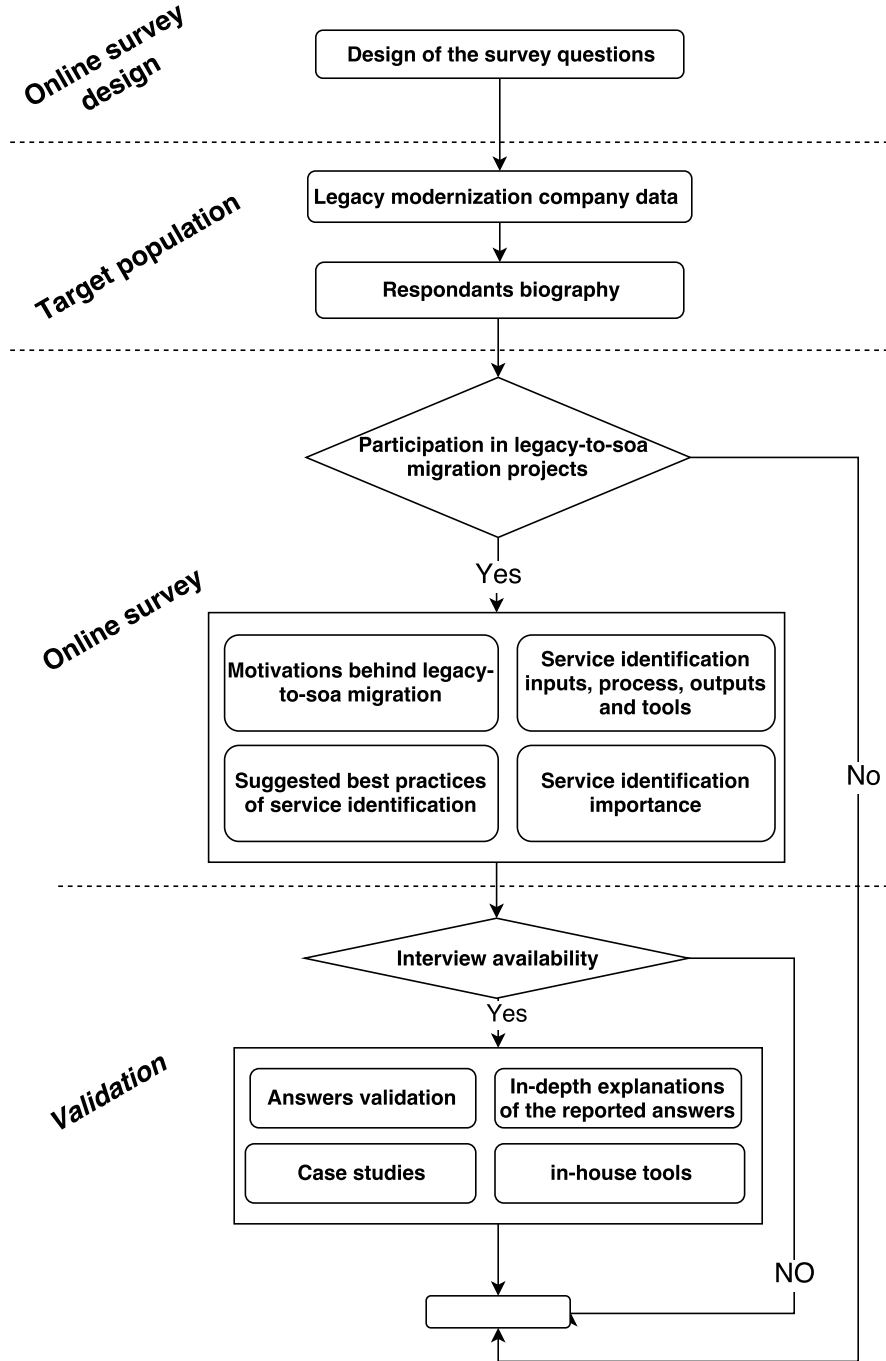 Online survey
design
Design of the survey questions
Target population
Legacy modernization company data
Respondants biography
Participation in legacy-to-soa
migration projects
Yes
No
Online survey
Motivations behind legacy-
to-soa migration
Service identification
inputs, process, outputs
and tools
Suggested best practices
of service identification
Service identification
importance
Interview availability
Yes
NO
Validation
Answers validation
In-depth explanations
of the reported answers
Case studies
in-house tools